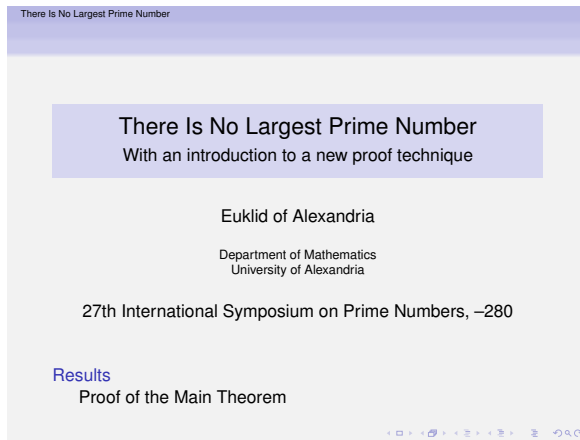 There Is No Largest Prime Number
There Is No Largest Prime Number
With an introduction to a new proof technique
Euklid of Alexandria
Department of Mathematics
University of Alexandria
27th International Symposium on Prime Numbers, –280
Results
Proof of the Main Theorem